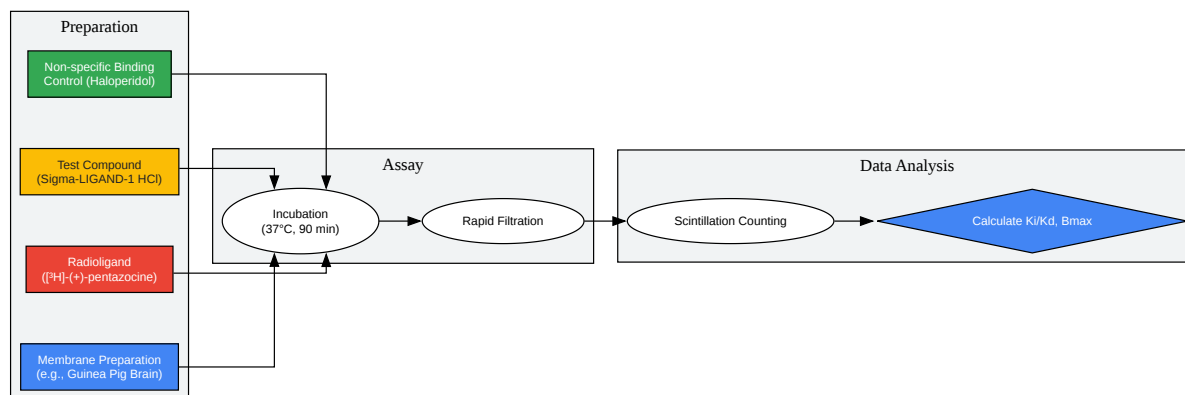 Preparation
Non-specific Binding
Control (Haloperidol)
Test Compound
(Sigma-LIGAND-1 HCl)
Radioligand
([³H]-(+)-pentazocine)
Membrane Preparation
(e.g., Guinea Pig Brain)
Assay
Incubation
(37°C, 90 min)
Rapid Filtration
Data Analysis
Scintillation Counting
Calculate Ki/Kd, Bmax